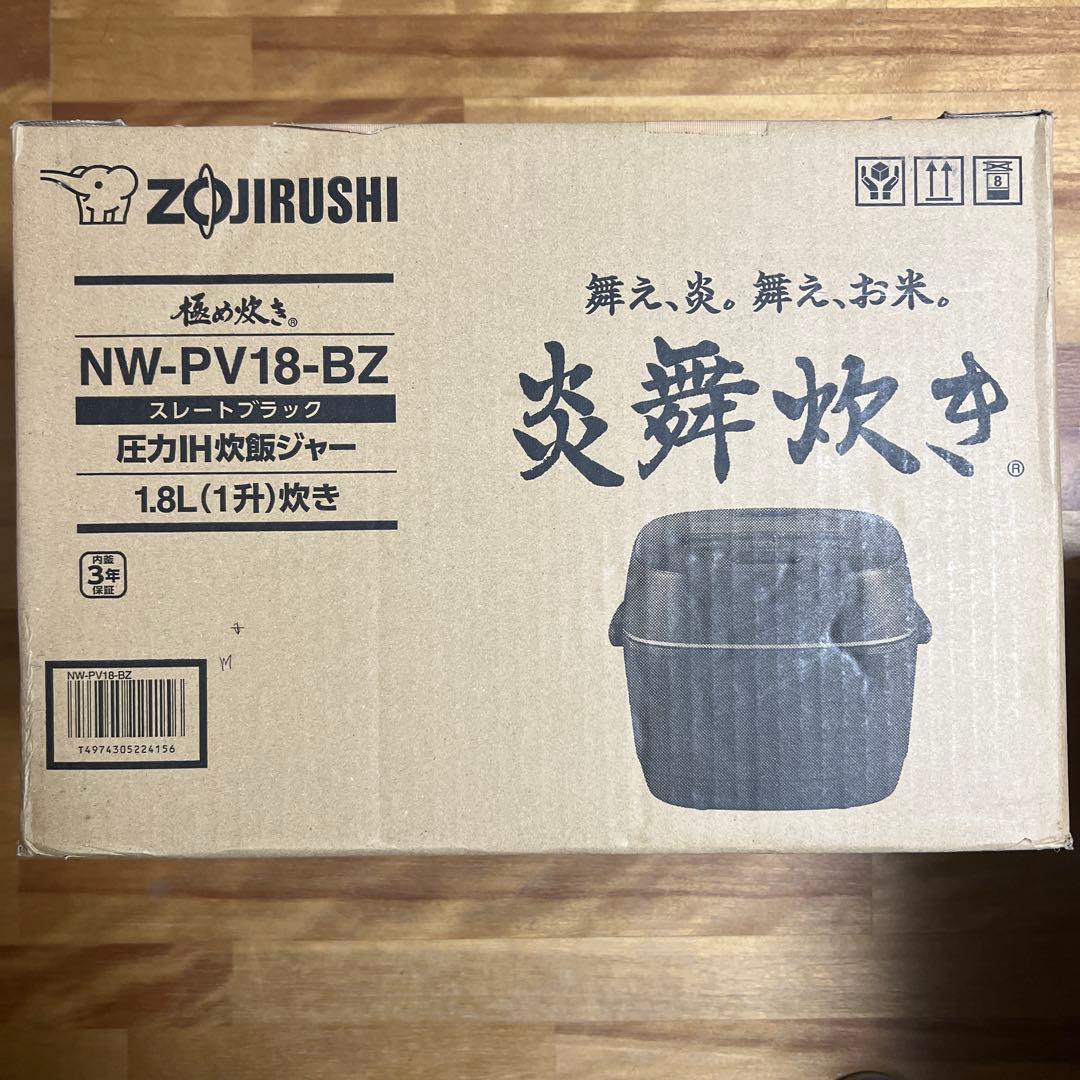 ZOJIRUSHI
極め炊き®
NW-PV18-BZ
スレートブラック
圧力IH炊飯ジャー
1.8L(1升)炊き
内釜
3年
保証
NW-PV18-BZ
T4974305224156
8
舞え、炎。舞え、お米。
炎舞炊き®
M